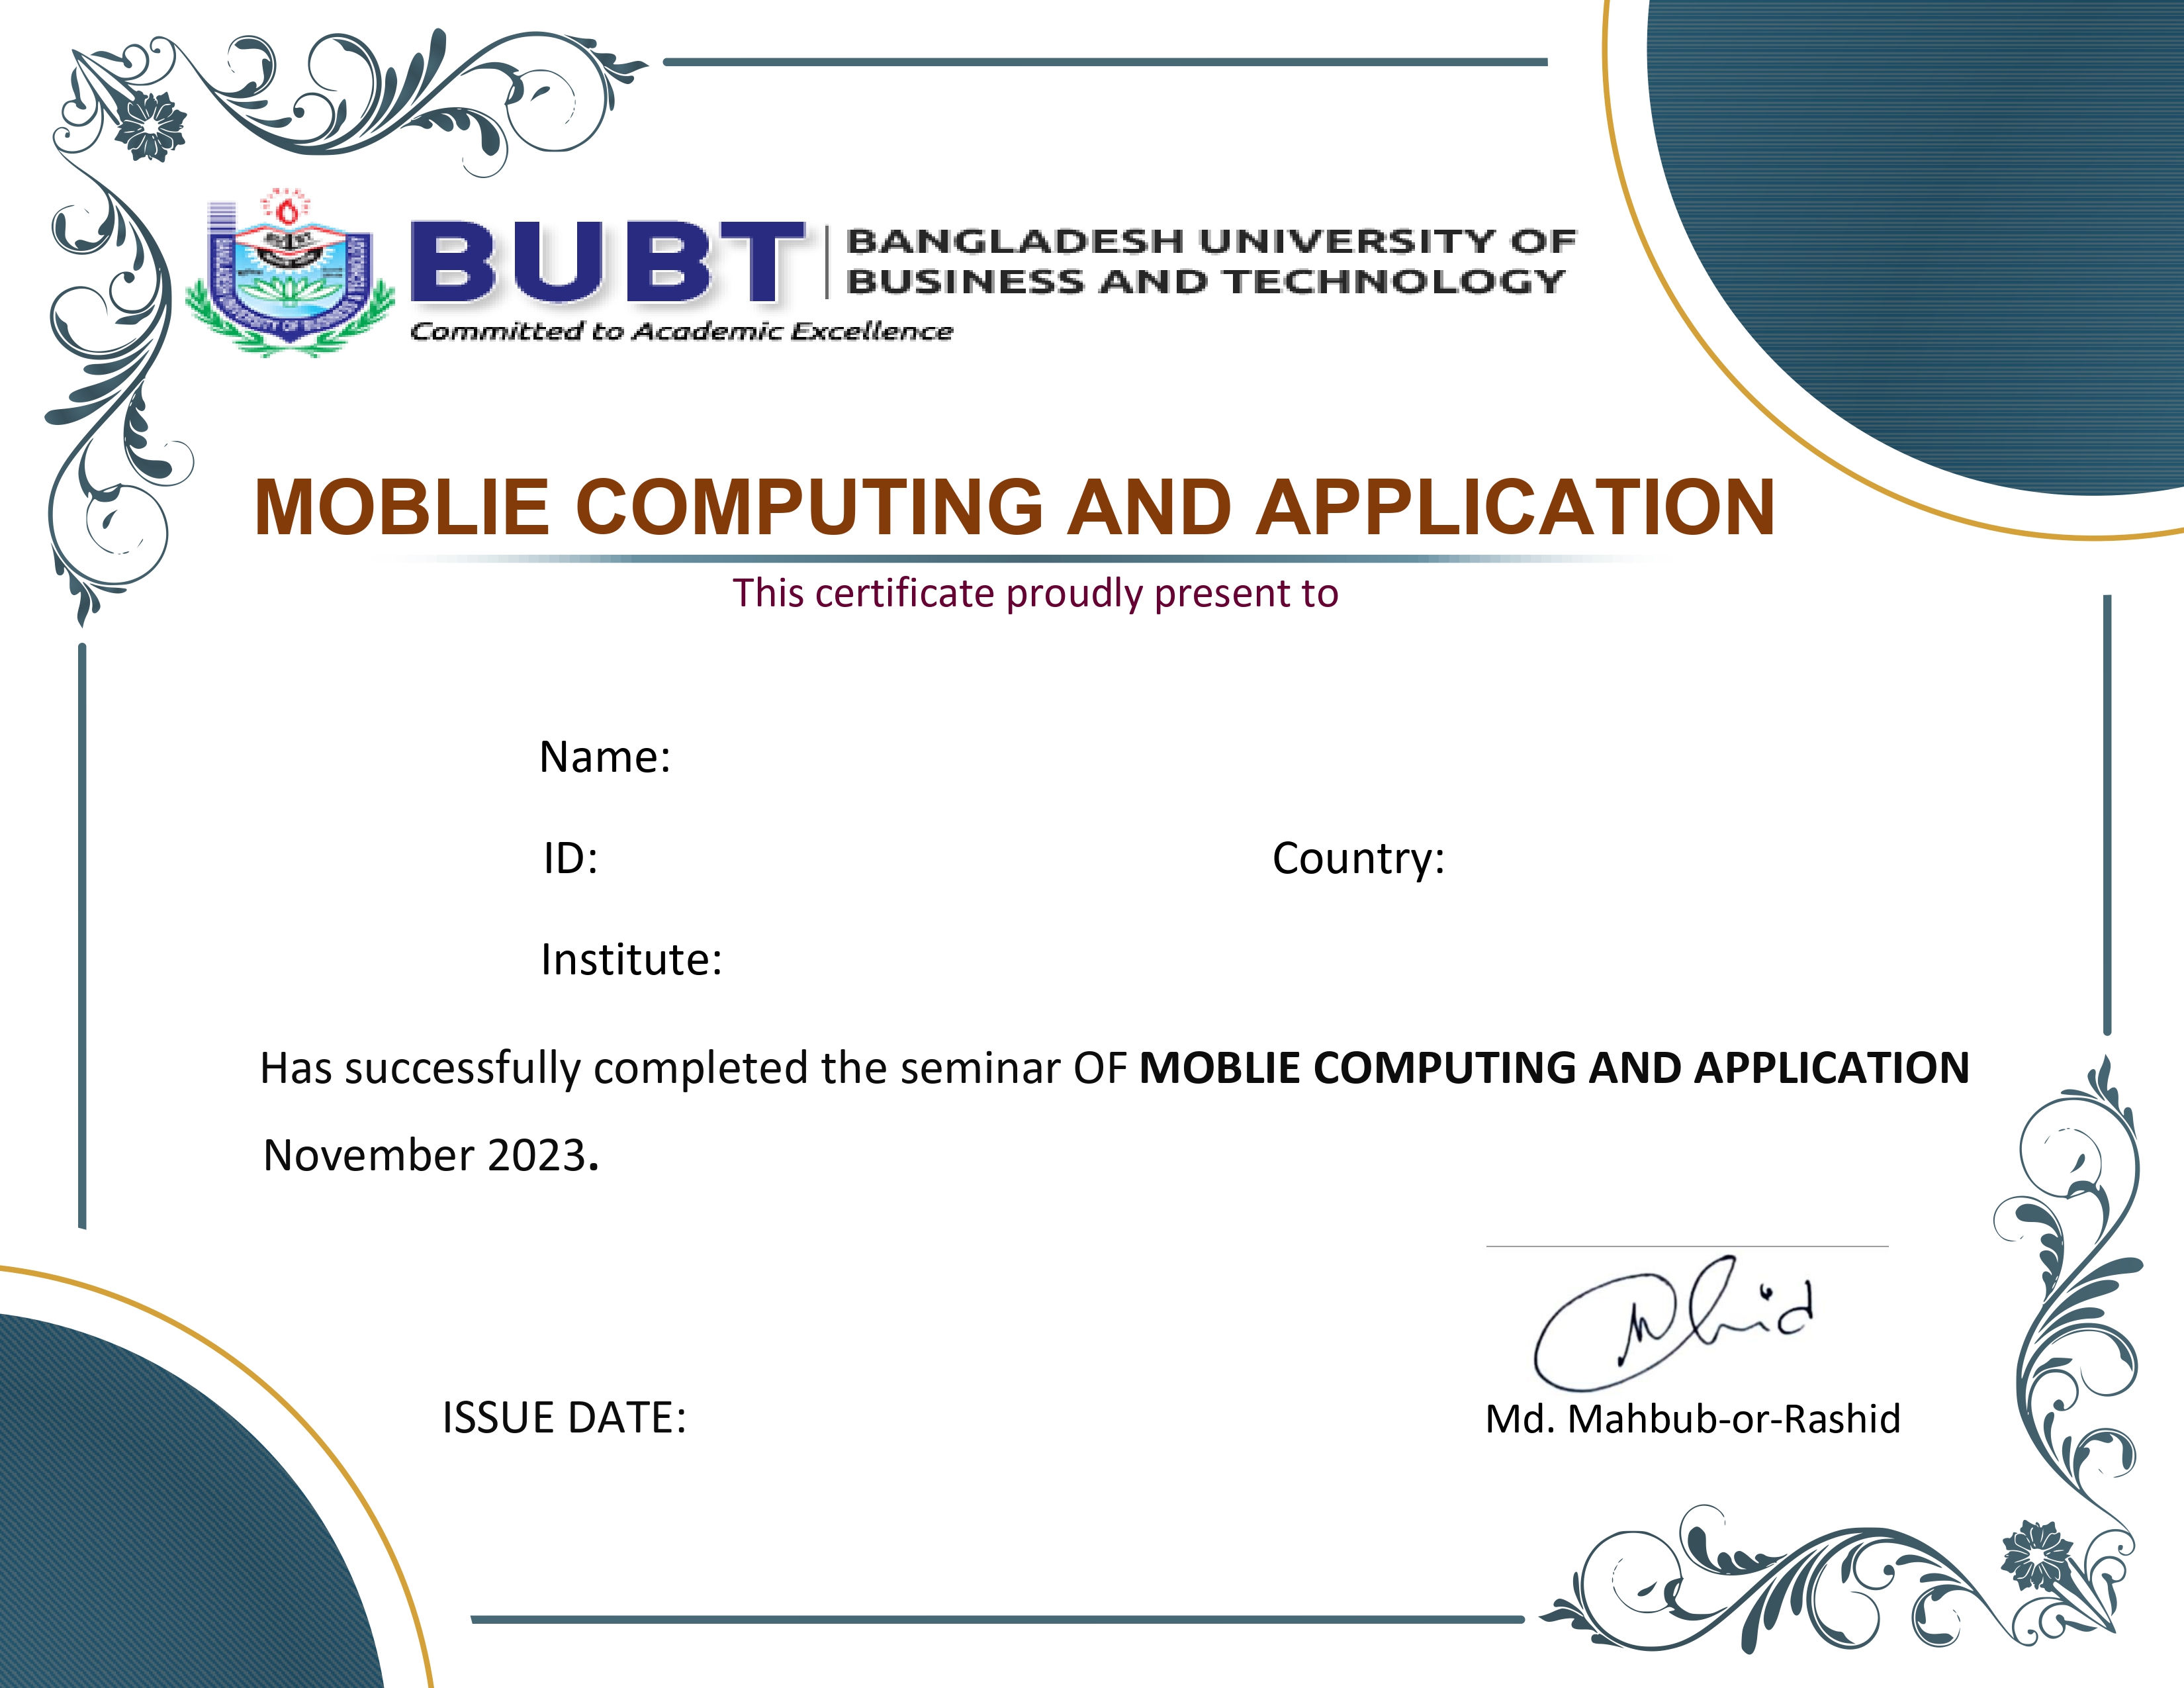 BUBT
BANGLADESH UNIVERSITY OF
BUSINESS AND TECHNOLOGY
Committed to Academic Excellence
MOBLIE COMPUTING AND APPLICATION
This certificate proudly present to
Name:
ID: Country:
Institute:
Has successfully completed the seminar OF MOBLIE COMPUTING AND APPLICATION
November 2023.
ISSUE DATE:
Md. Mahbub-or-Rashid